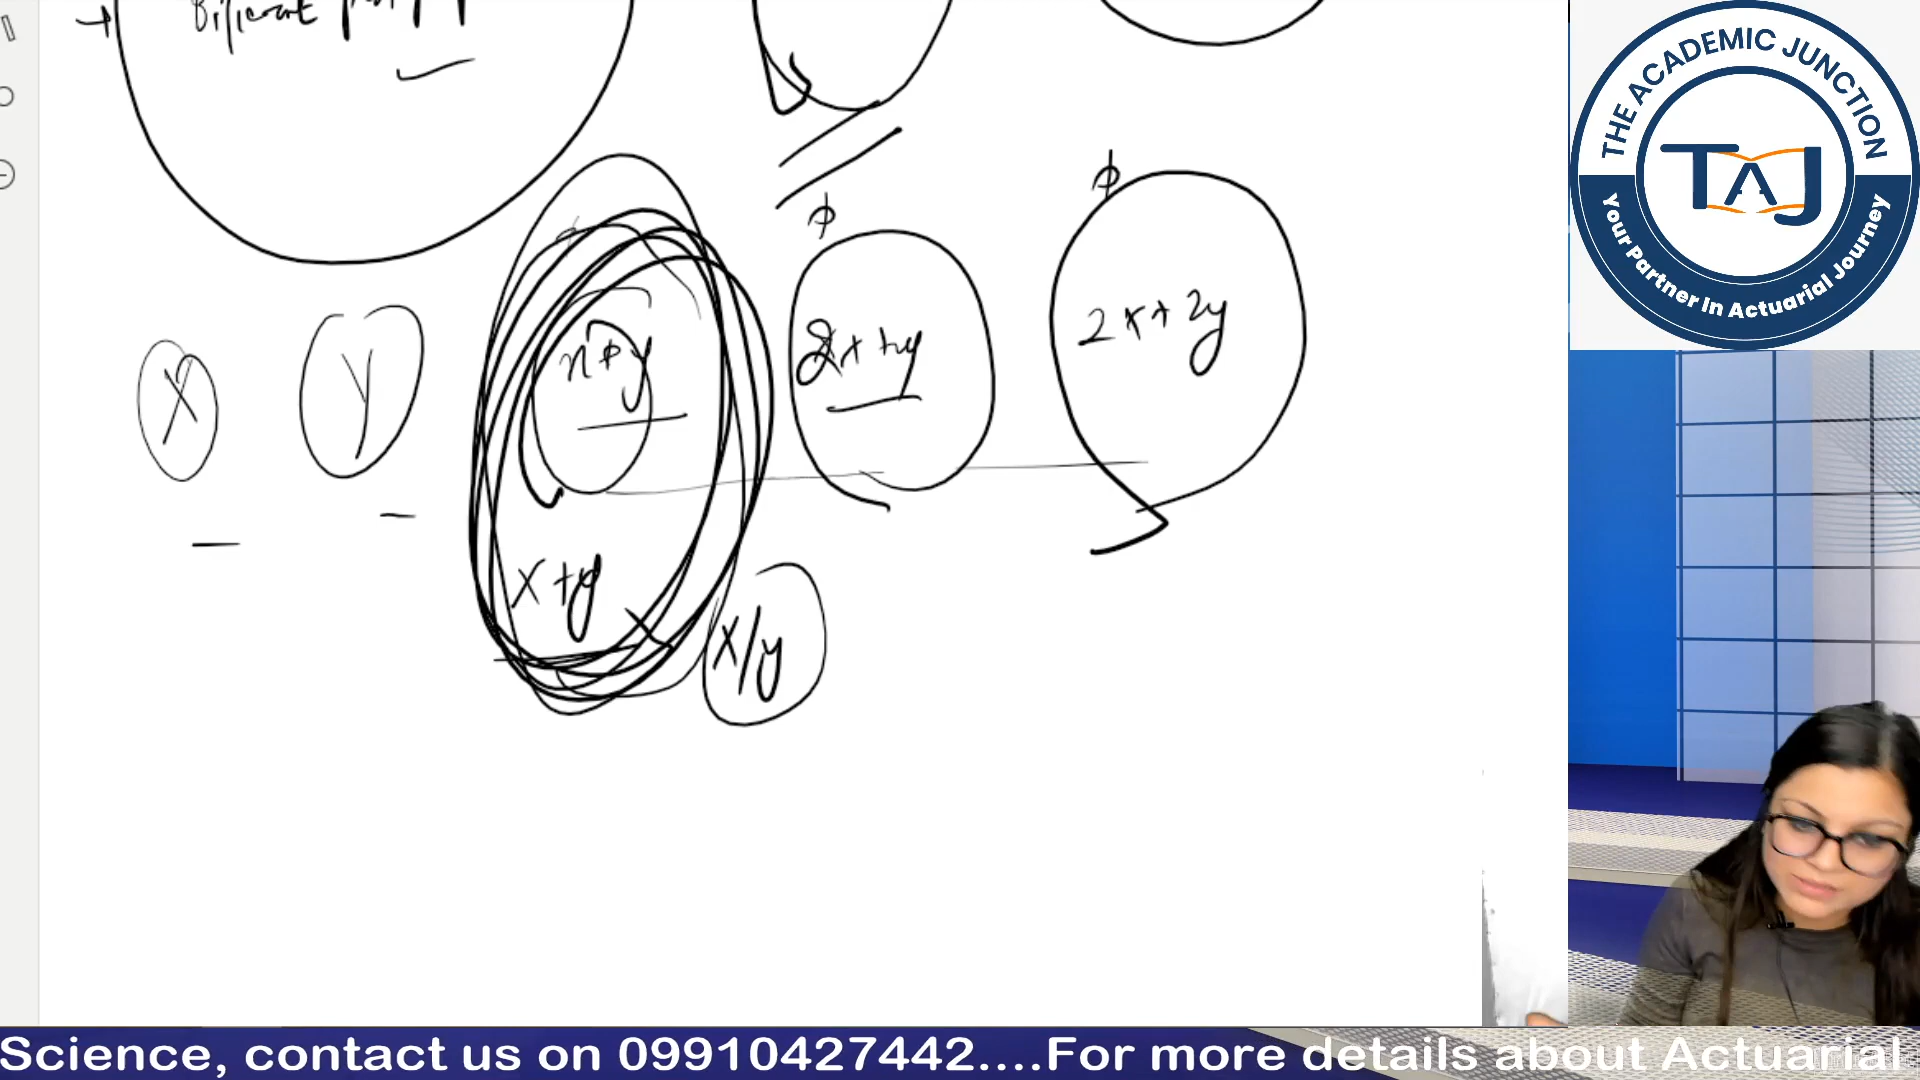 THE ACADEMIC JUNCTION
TAJ
Your Partner In Actuarial Journey
ϕ
ϕ
X
y
x+y
2x+y
2x+2y
x+y
x/y
Science, contact us on 09910427442....For more details about Actuarial